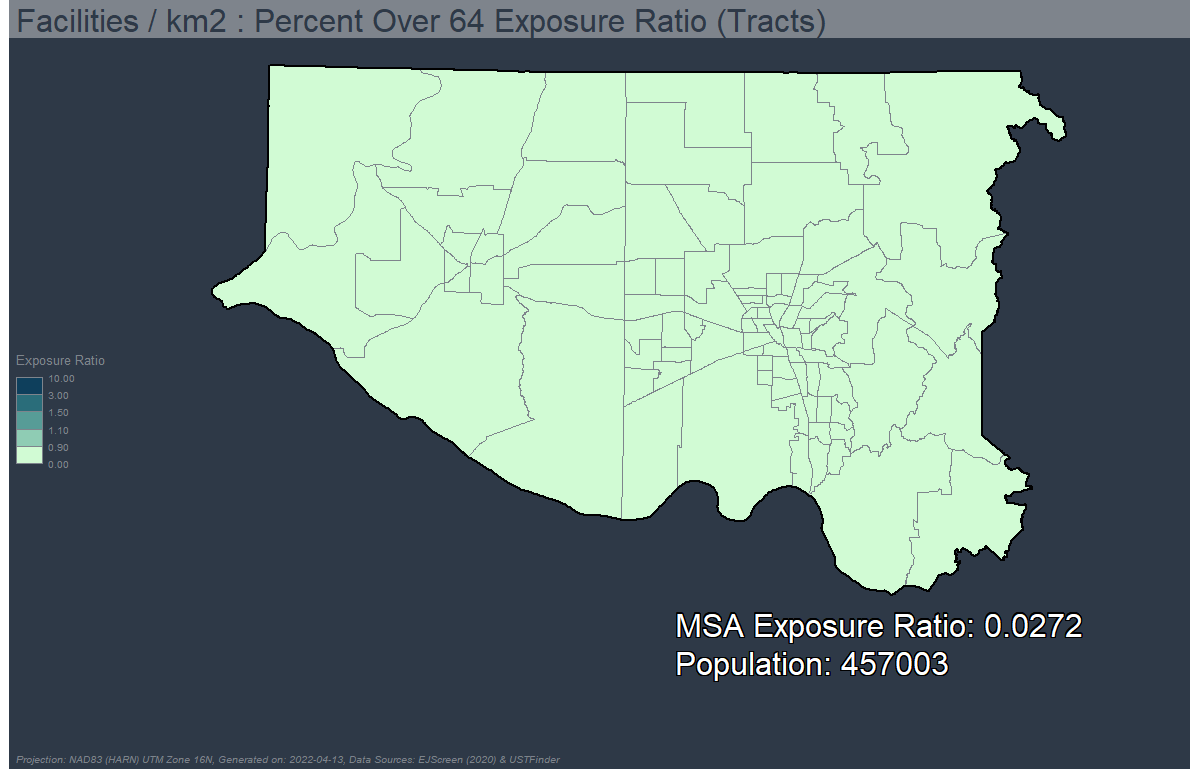 Facilities / km2 : Percent Over 64 Exposure Ratio (Tracts)
Exposure Ratio
10.00
3.00
1.50
1.10
0.90
0.00
MSA Exposure Ratio: 0.0272
Population: 457003
Projection: NAD83 (HARN) UTM Zone 16N, Generated on: 2022-04-13, Data Sources: EJScreen (2020) & USTFinder